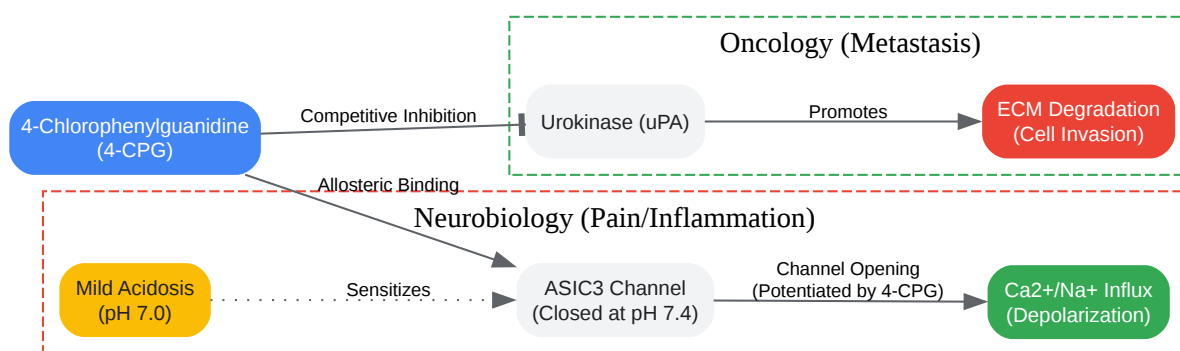 Oncology (Metastasis)
4-Chlorophenylguanidine
(4-CPG)
Competitive Inhibition
Urokinase (uPA)
Promotes
ECM Degradation
(Cell Invasion)
Allosteric Binding
Neurobiology (Pain/Inflammation)
Mild Acidosis
(pH 7.0)
Sensitizes
ASIC3 Channel
(Closed at pH 7.4)
Channel Opening
(Potentiated by 4-CPG)
Ca2+/Na+ Influx
(Depolarization)